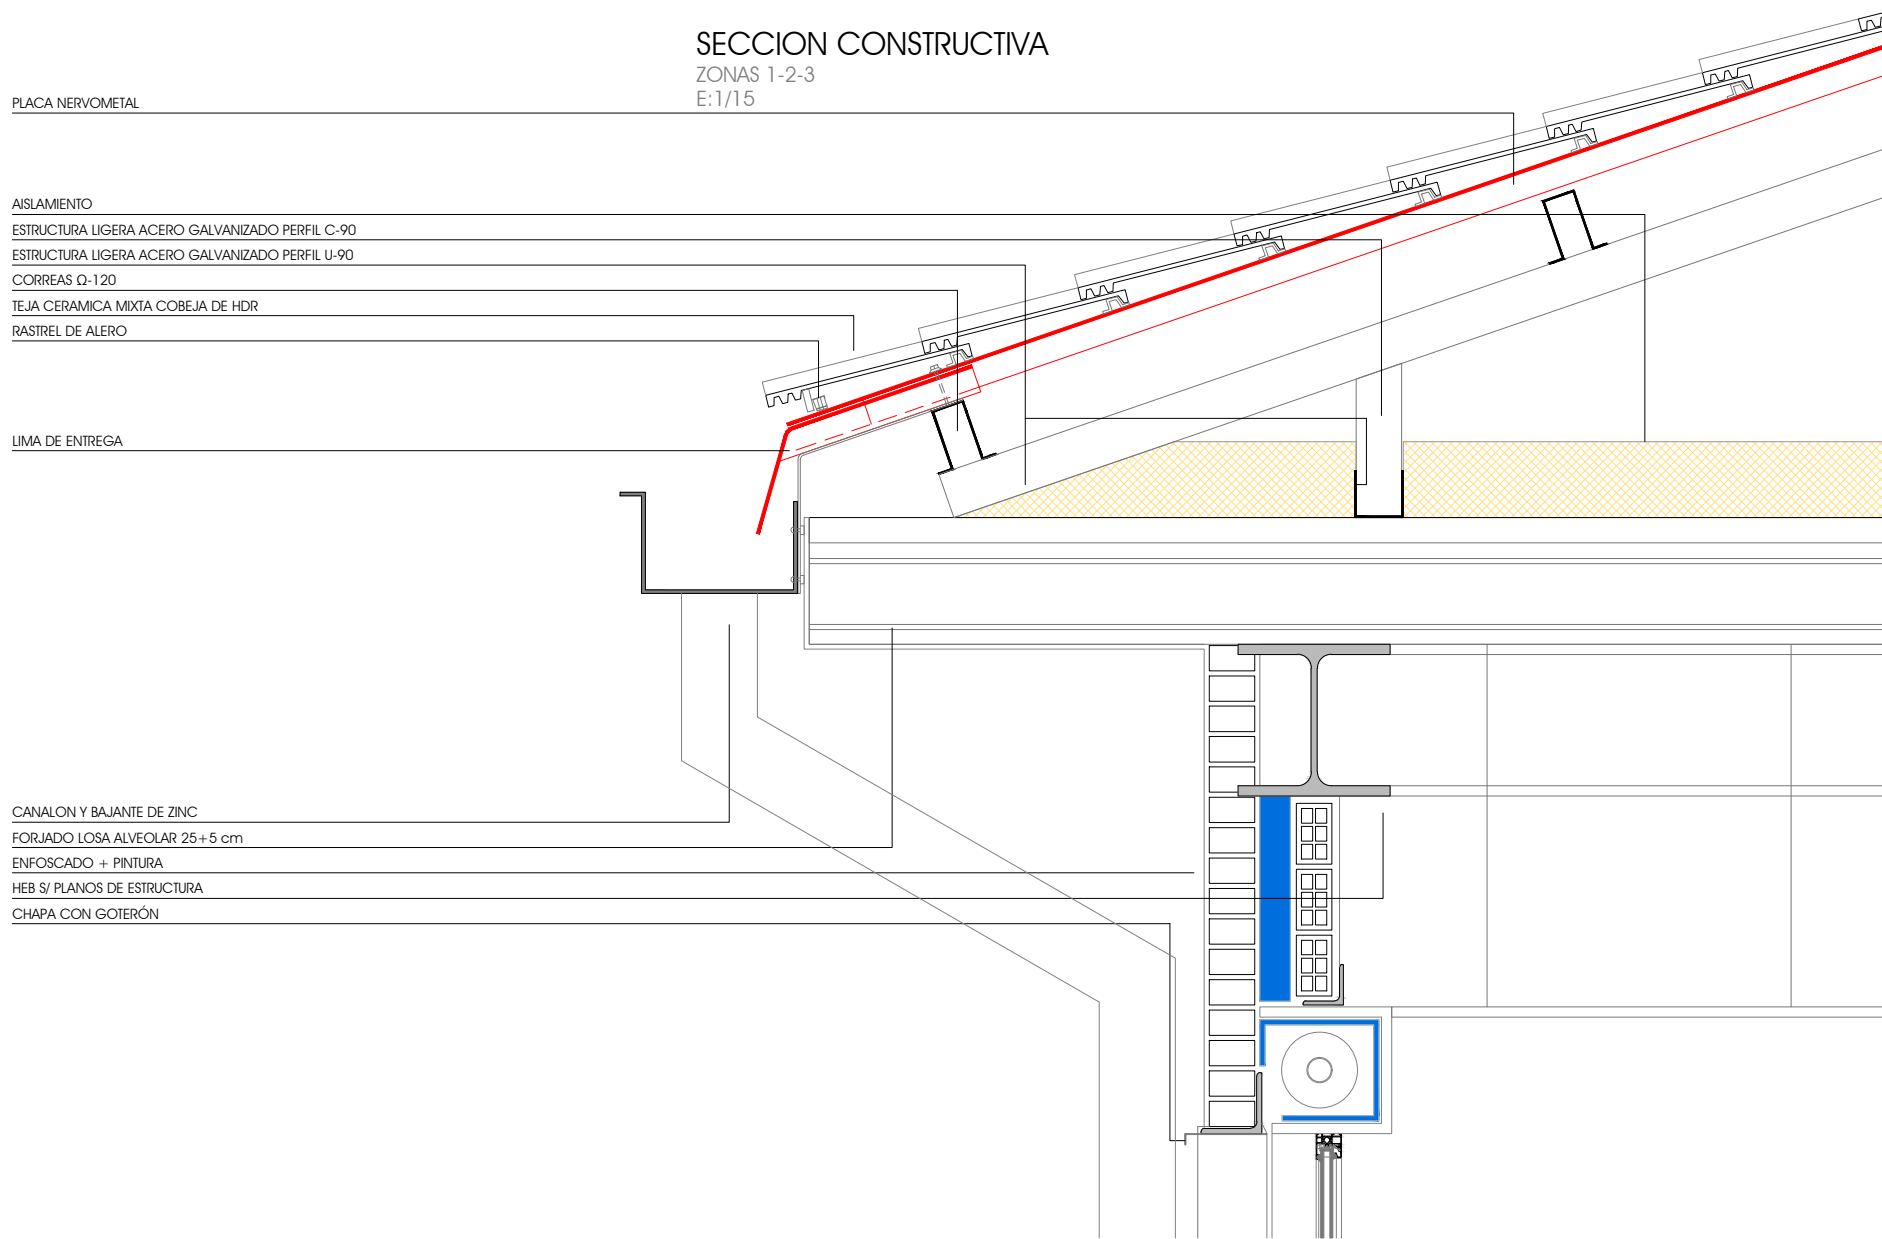 SECCION CONSTRUCTIVA
ZONAS 1-2-3
E:1/15
PLACA NERVOMETAL
AISLAMIENTO
ESTRUCTURA LIGERA ACERO GALVANIZADO PERFIL C-90
ESTRUCTURA LIGERA ACERO GALVANIZADO PERFIL U-90
CORREAS Ω-120
TEJA CERAMICA MIXTA COBEJA DE HDR
RASTREL DE ALERO
LIMA DE ENTREGA
CANALON Y BAJANTE DE ZINC
FORJADO LOSA ALVEOLAR 25+5 cm
ENFOSCADO + PINTURA
HEB S/ PLANOS DE ESTRUCTURA
CHAPA CON GOTERÓN